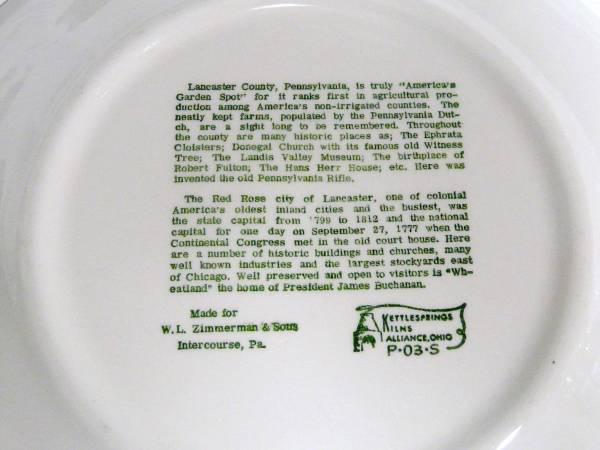 Lancaster County, Pennsylvania, is truly "America's
Garden Spot" for it ranks first in agricultural pro-
duction among America's non-irrigated counties. The
neatly kept farms, populated by the Pennsylvania Dut-
ch, are a sight long to be remembered. Throughout
the county are many historic places as; The Ephrata
Cloisters; Donegal Church with its famous old Witness
Tree; The Landis Valley Museum; The birthplace of
Robert Fulton; The Hans Herr House; etc. Here was
invented the old Pennsylvania Rifle.
The Red Rose city of Lancaster, one of colonial
America's oldest inland cities and the busiest, was
the state capital from '799 to 1812 and the national
capital for one day on September 27, 1777 when the
Continental Congress met in the old court house. Here
are a number of historic buildings and churches, many
well known industries and the largest stockyards east
of Chicago. Well preserved and open to visitors is "Wh-
eatland" the home of President James Buchanan.
Made for
W.L. Zimmerman & Sons
Intercourse, Pa.
KETTLESPRINGS
KILNS
ALLIANCE, OHIO
P-03-S